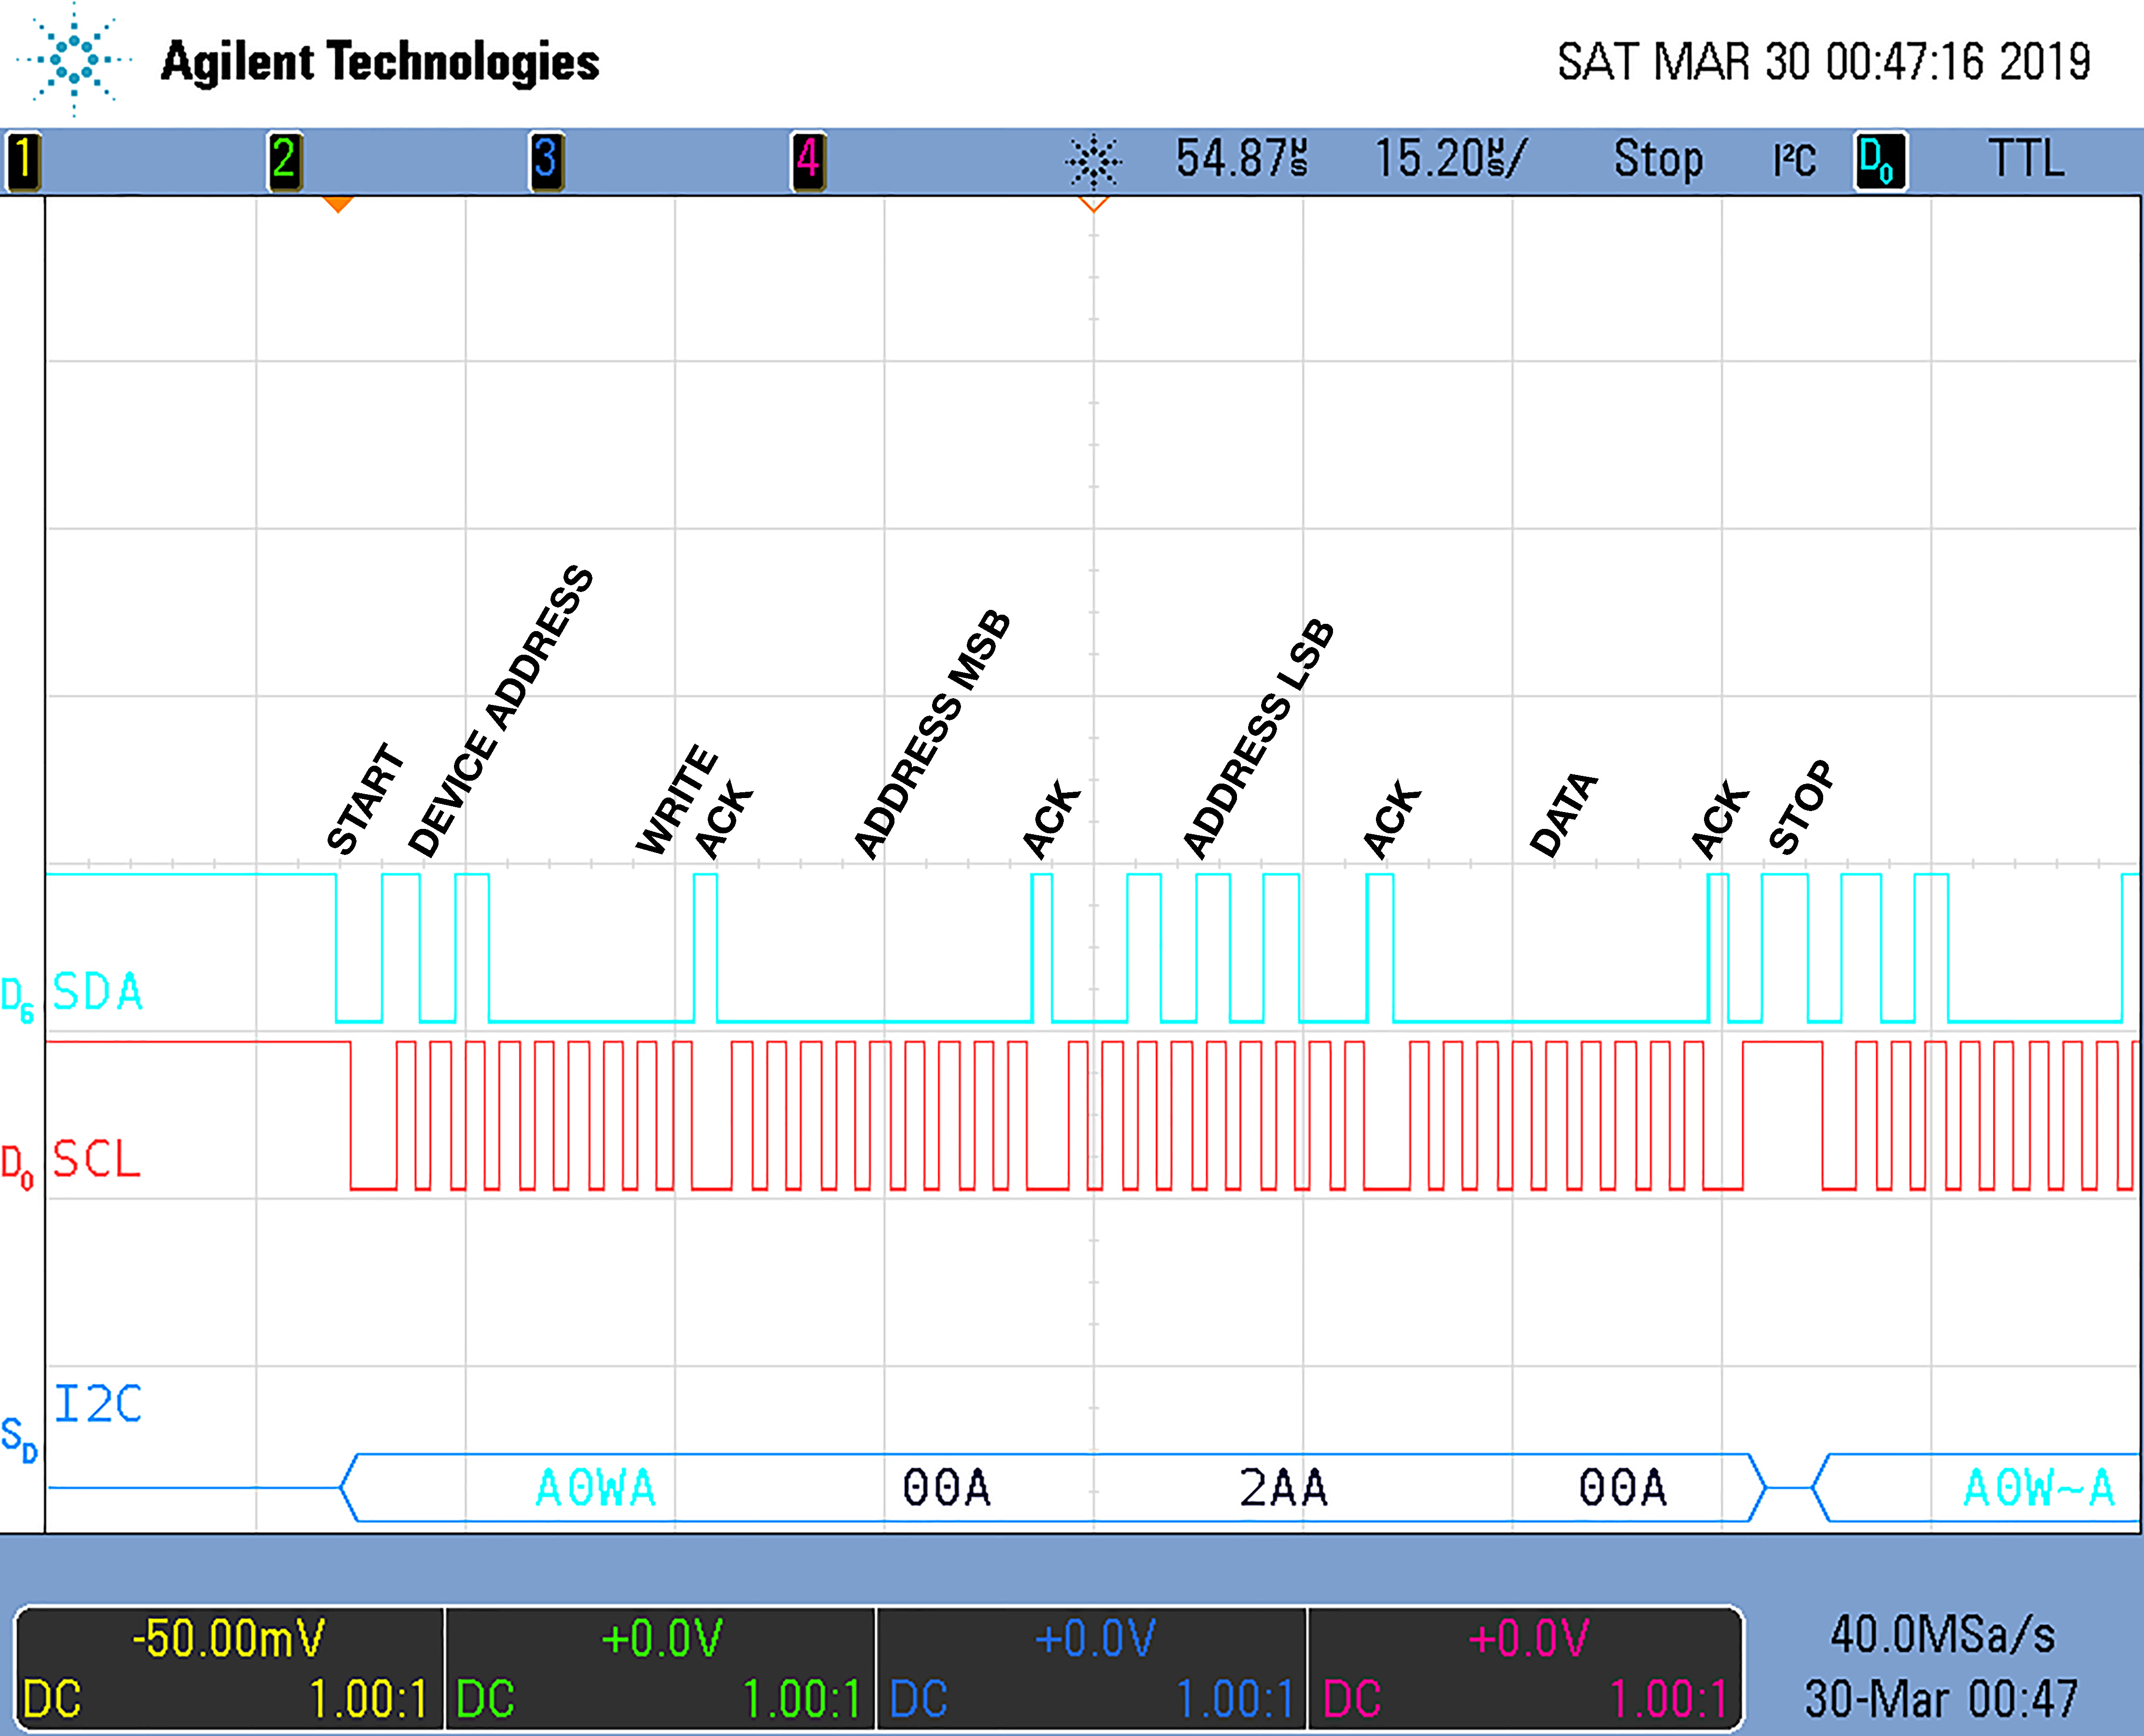 Agilent Technologies
SAT MAR 30 00:47:16 2019
1 2 3 4 54.87µs 15.20µs/ Stop I²C D0 TTL
START
DEVICE ADDRESS
WRITE
ACK
ADDRESS MSB
ACK
ADDRESS LSB
ACK
DATA
ACK
STOP
D6 SDA
D0 SCL
I2C
SD
A0WA 00A 2AA 00A A0W~A
-50.00mV +0.0V +0.0V +0.0V 40.0MSa/s
DC 1.00:1 DC 1.00:1 DC 1.00:1 DC 1.00:1 30-Mar 00:47